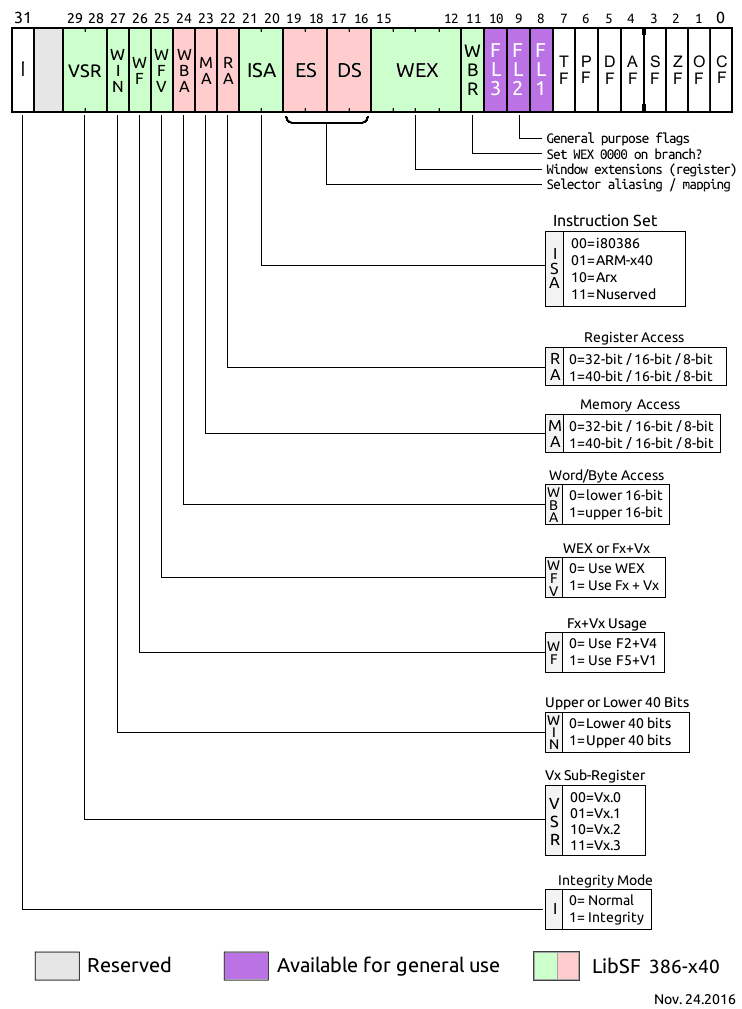 31 29 28 27 26 25 24 23 22 21 20 19 18 17 16 15 12 11 10 9 8 7 6 5 4 3 2 1 0
I VSR WIN WF WFV WBA MA RA ISA ES DS WEX WBR FL3 FL2 FL1 TF PF DF AF SF ZF OF CF
General purpose flags
Set WEX 0000 on branch?
Window extensions (register)
Selector aliasing / mapping
Instruction Set
ISA
00=i80386
01=ARM-x40
10=Arx
11=Nuserved
Register Access
RA
0=32-bit / 16-bit / 8-bit
1=40-bit / 16-bit / 8-bit
Memory Access
MA
0=32-bit / 16-bit / 8-bit
1=40-bit / 16-bit / 8-bit
Word/Byte Access
WBA
0=lower 16-bit
1=upper 16-bit
WEX or Fx+Vx
WFV
0= Use WEX
1= Use Fx + Vx
Fx+Vx Usage
WF
0= Use F2+V4
1= Use F5+V1
Upper or Lower 40 Bits
WIN
0=Lower 40 bits
1=Upper 40 bits
Vx Sub-Register
VSR
00=Vx.0
01=Vx.1
10=Vx.2
11=Vx.3
Integrity Mode
I
0= Normal
1= Integrity
Reserved Available for general use LibSF 386-x40
Nov. 24.2016